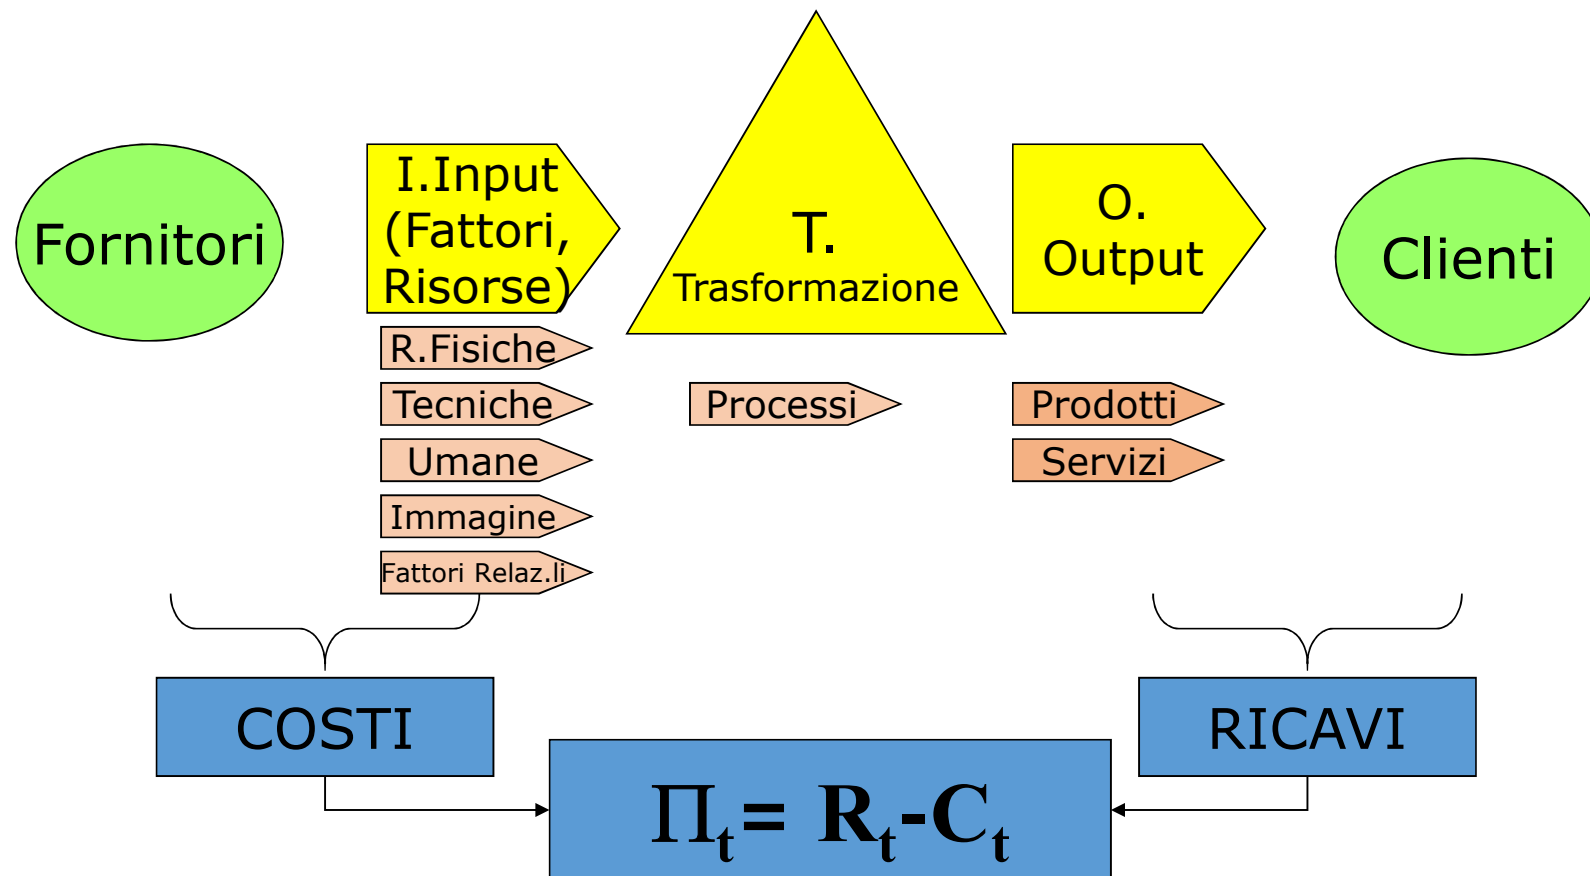 Fornitori
I.Input
(Fattori,
Risorse)
T.
Trasformazione
O.
Output
Clienti
R.Fisiche
Tecniche
Umane
Immagine
Fattori Relaz.li
Processi
Prodotti
Servizi
COSTI
RICAVI
Πt= Rt-Ct